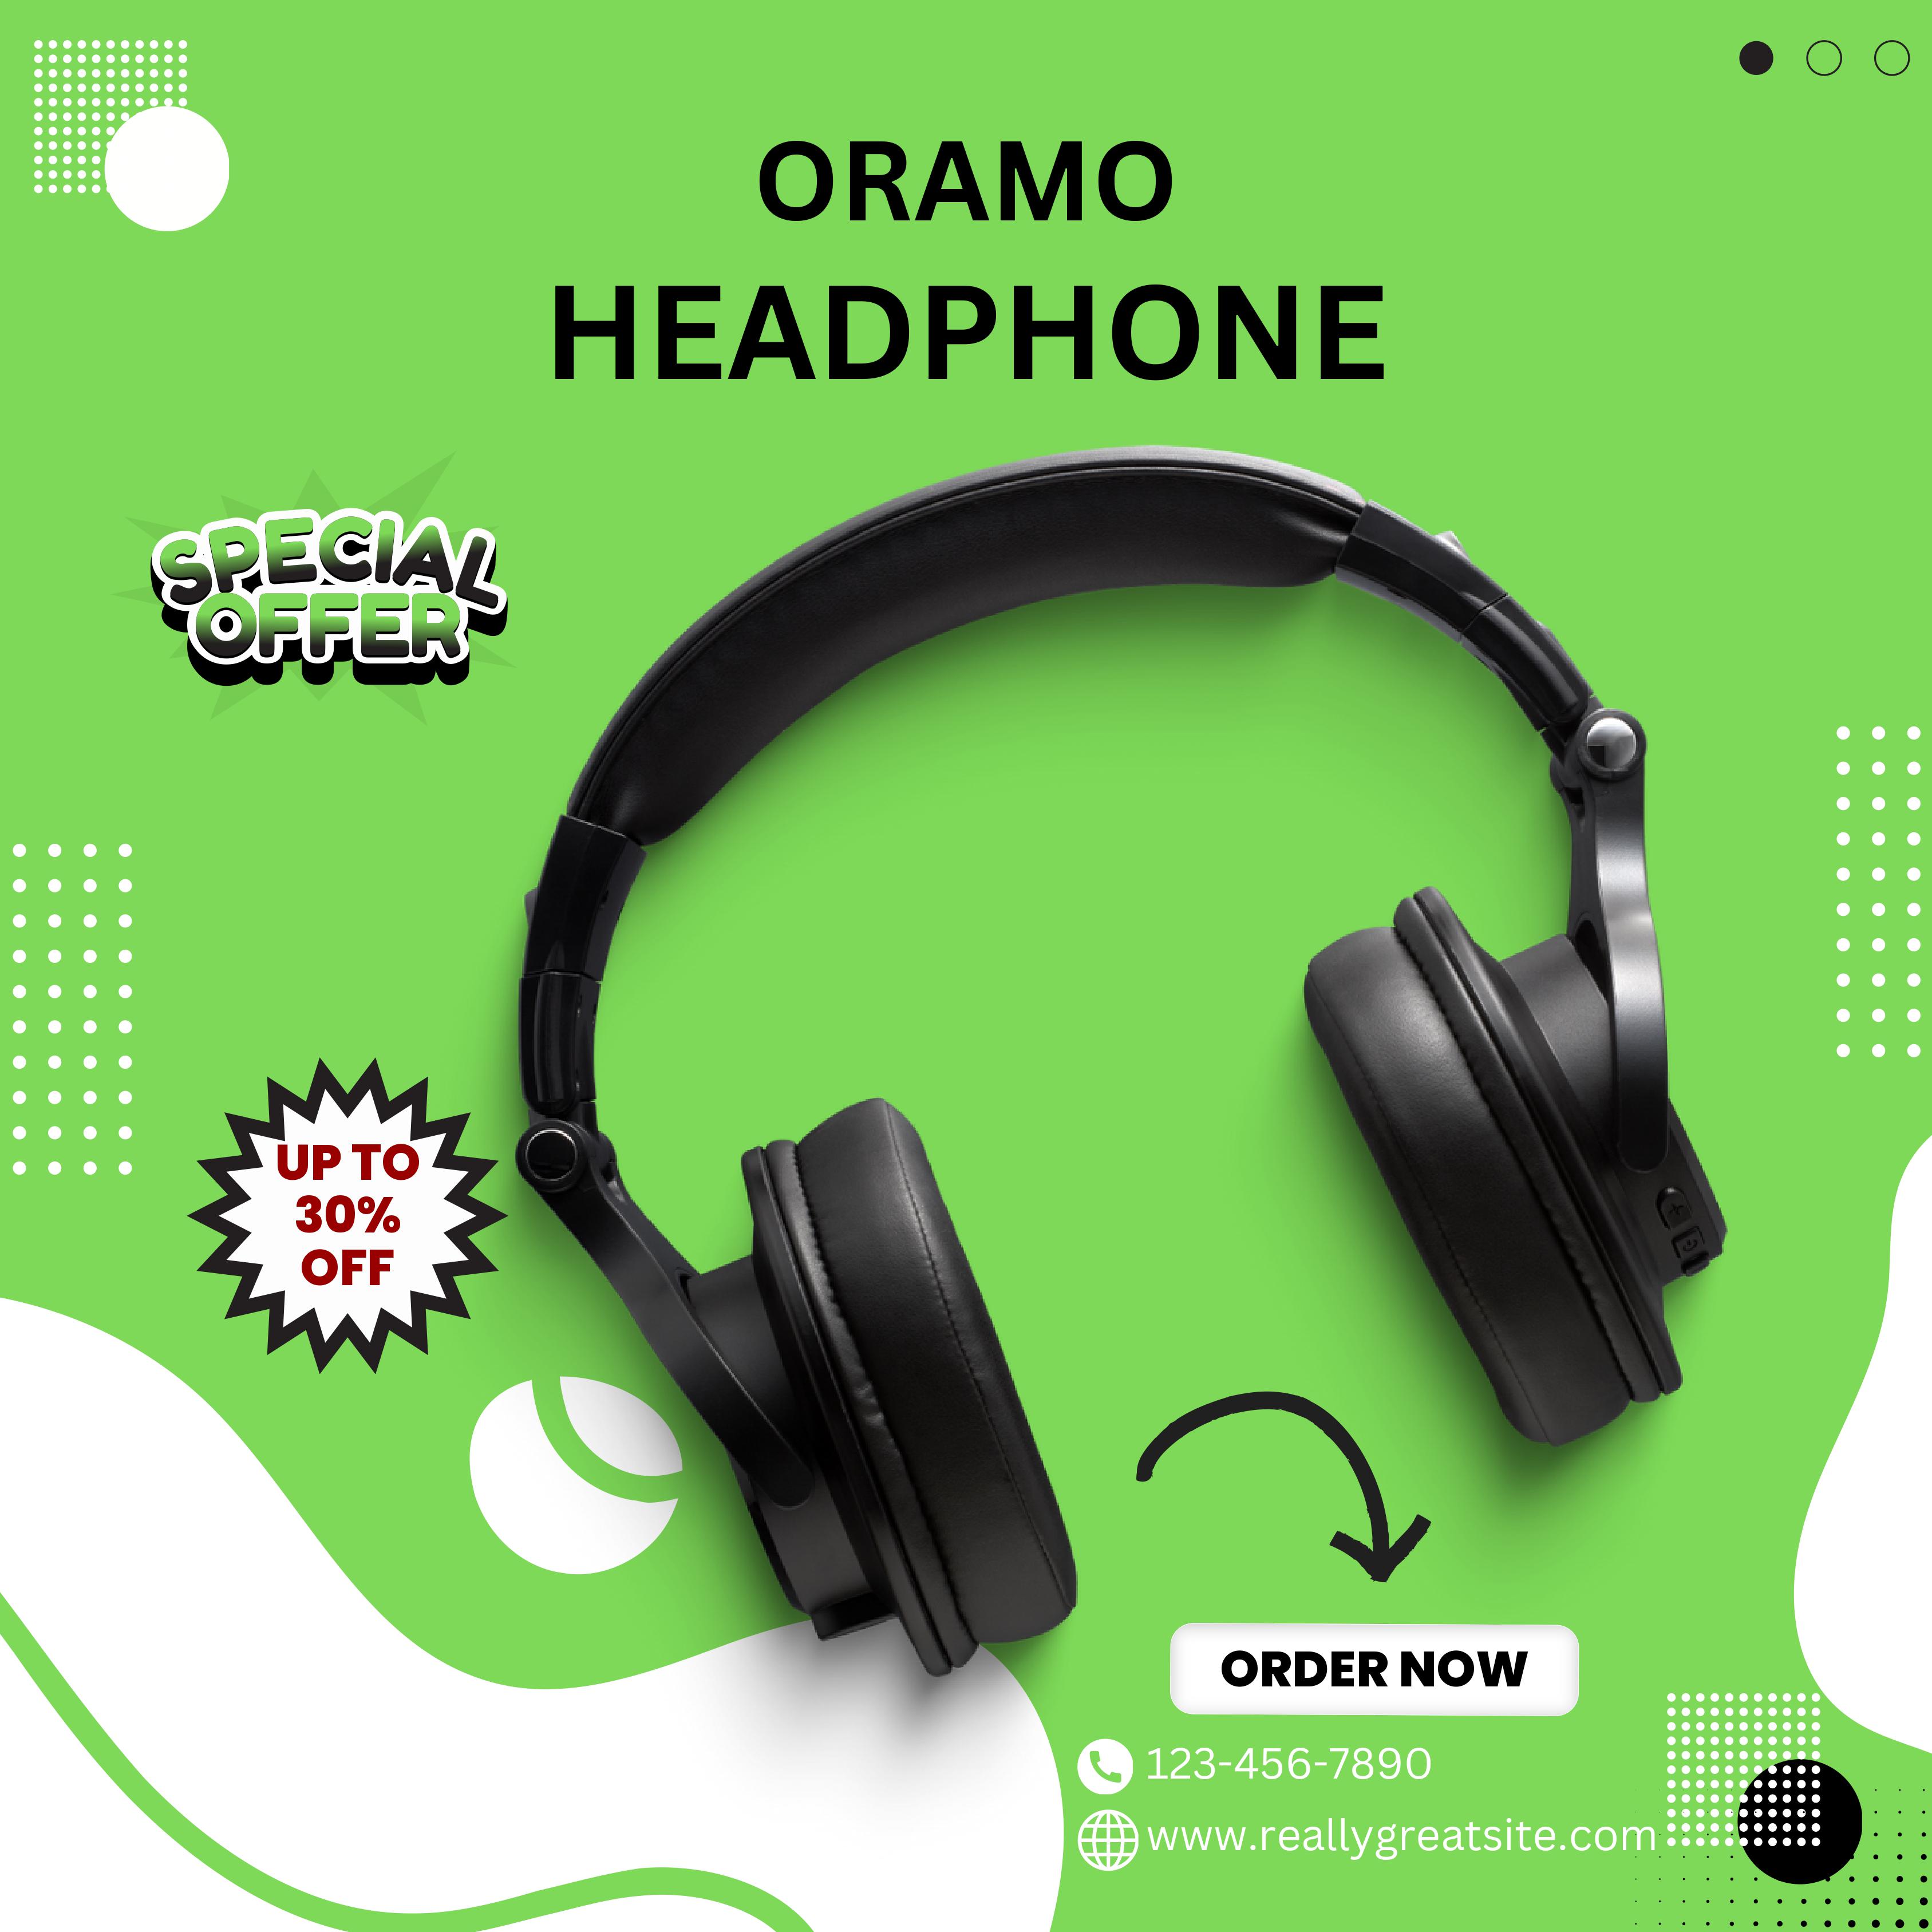 ORAMO
HEADPHONE
SPECIAL
OFFER
UP TO
30%
OFF
ORDER NOW
123-456-7890
www.reallygreatsite.com